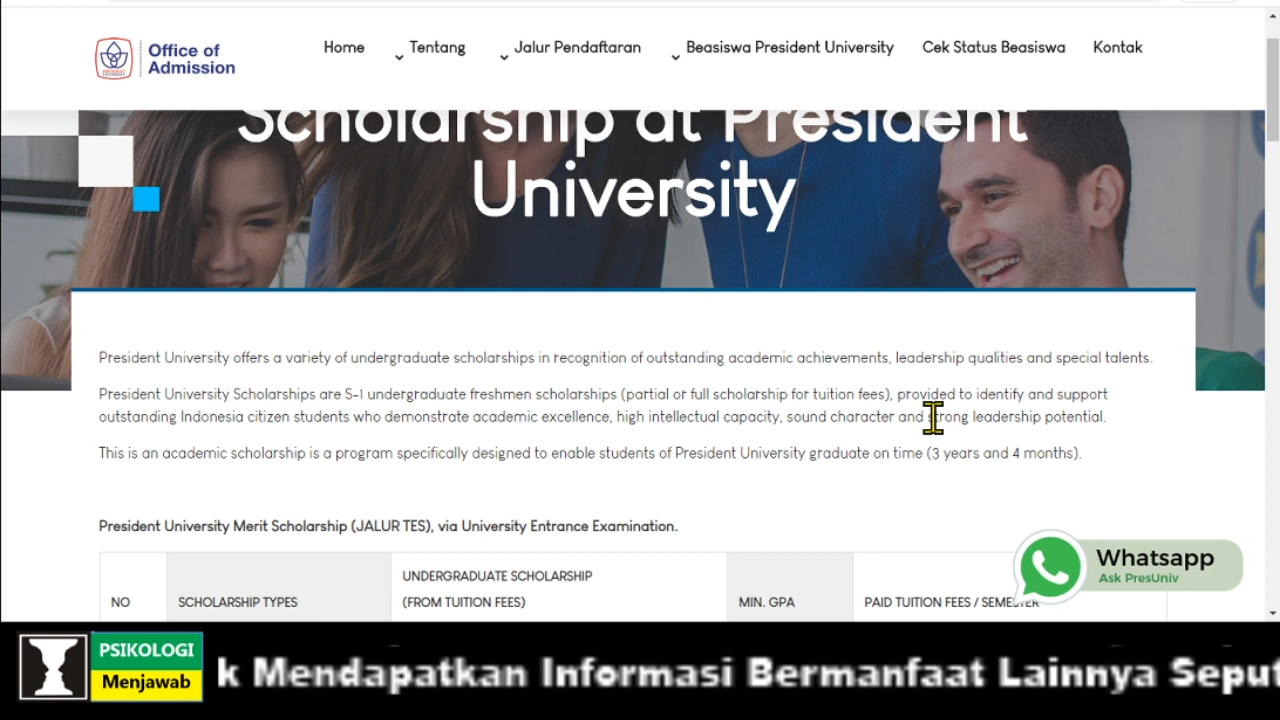 Office of
Admission
Home
Tentang
Jalur Pendaftaran
Beasiswa President University
Cek Status Beasiswa
Kontak
Scholarship at President
University
President University offers a variety of undergraduate scholarships in recognition of outstanding academic achievements, leadership qualities and special talents.
President University Scholarships are S-1 undergraduate freshmen scholarships (partial or full scholarship for tuition fees), provided to identify and support
outstanding Indonesia citizen students who demonstrate academic excellence, high intellectual capacity, sound character and strong leadership potential.
This is an academic scholarship is a program specifically designed to enable students of President University graduate on time (3 years and 4 months).
President University Merit Scholarship (JALUR TES), via University Entrance Examination.
NO
SCHOLARSHIP TYPES
UNDERGRADUATE SCHOLARSHIP
(FROM TUITION FEES)
MIN. GPA
PAID TUITION FEES / SEMESTER
Whatsapp
Ask PresUniv
PSIKOLOGI
Menjawab
k Mendapatkan Informasi Bermanfaat Lainnya Seput